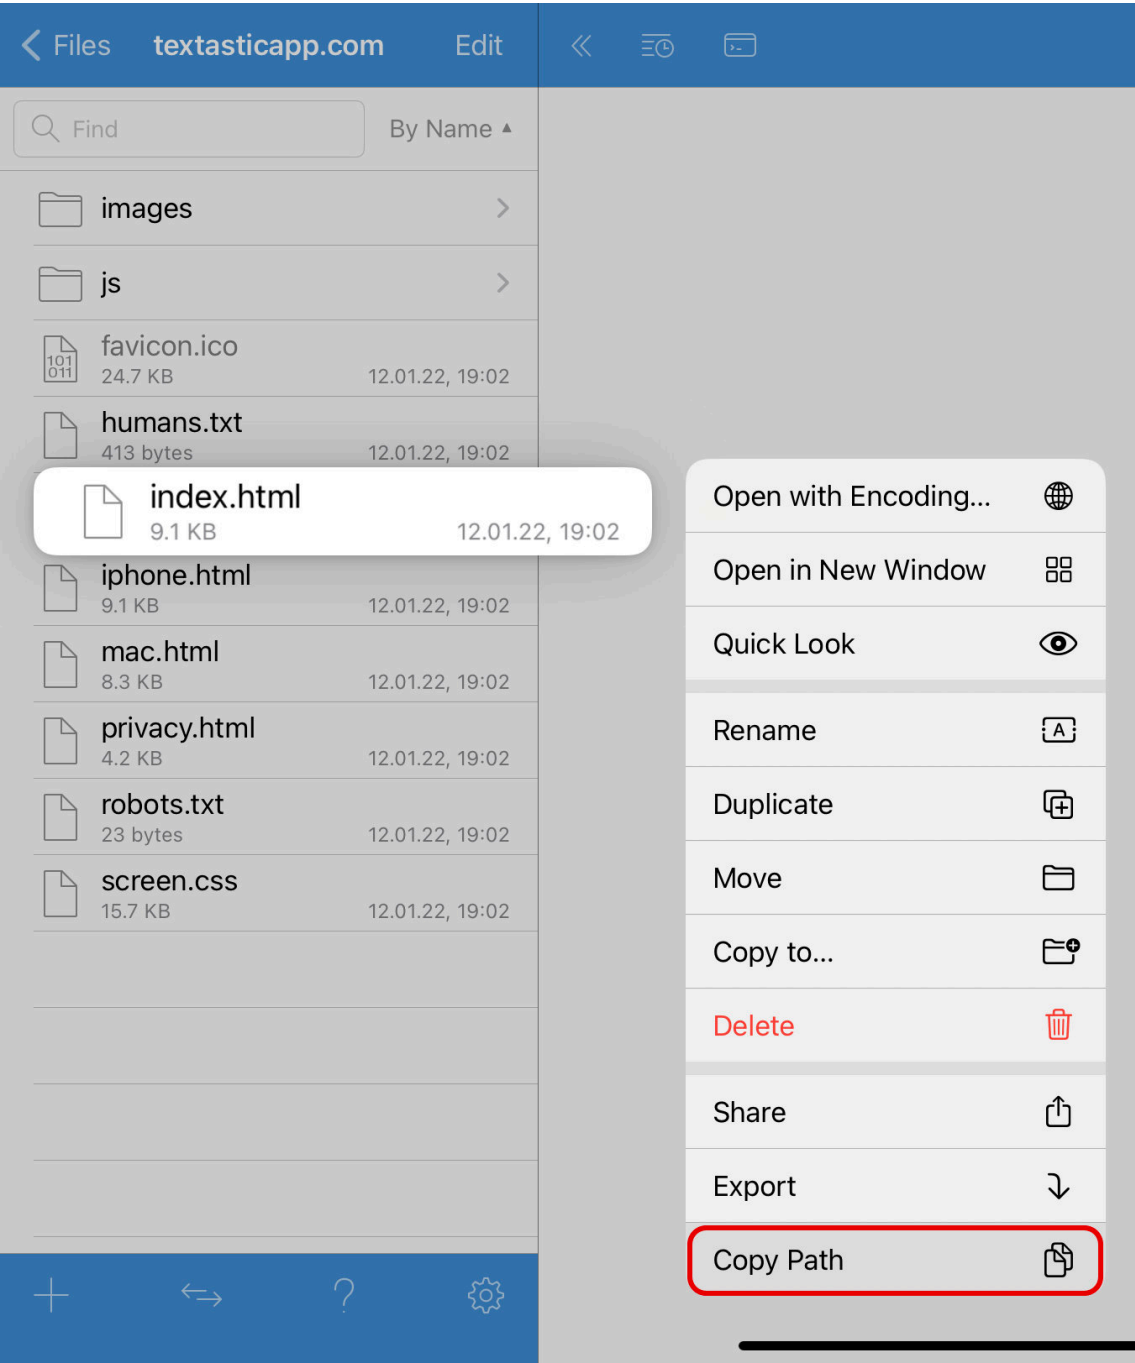 Files textasticapp.com Edit
Find By Name
images
js
favicon.ico
24.7 KB 12.01.22, 19:02
humans.txt
413 bytes 12.01.22, 19:02
index.html
9.1 KB 12.01.22, 19:02
iphone.html
9.1 KB 12.01.22, 19:02
mac.html
8.3 KB 12.01.22, 19:02
privacy.html
4.2 KB 12.01.22, 19:02
robots.txt
23 bytes 12.01.22, 19:02
screen.css
15.7 KB 12.01.22, 19:02
Open with Encoding...
Open in New Window
Quick Look
Rename
Duplicate
Move
Copy to...
Delete
Share
Export
Copy Path